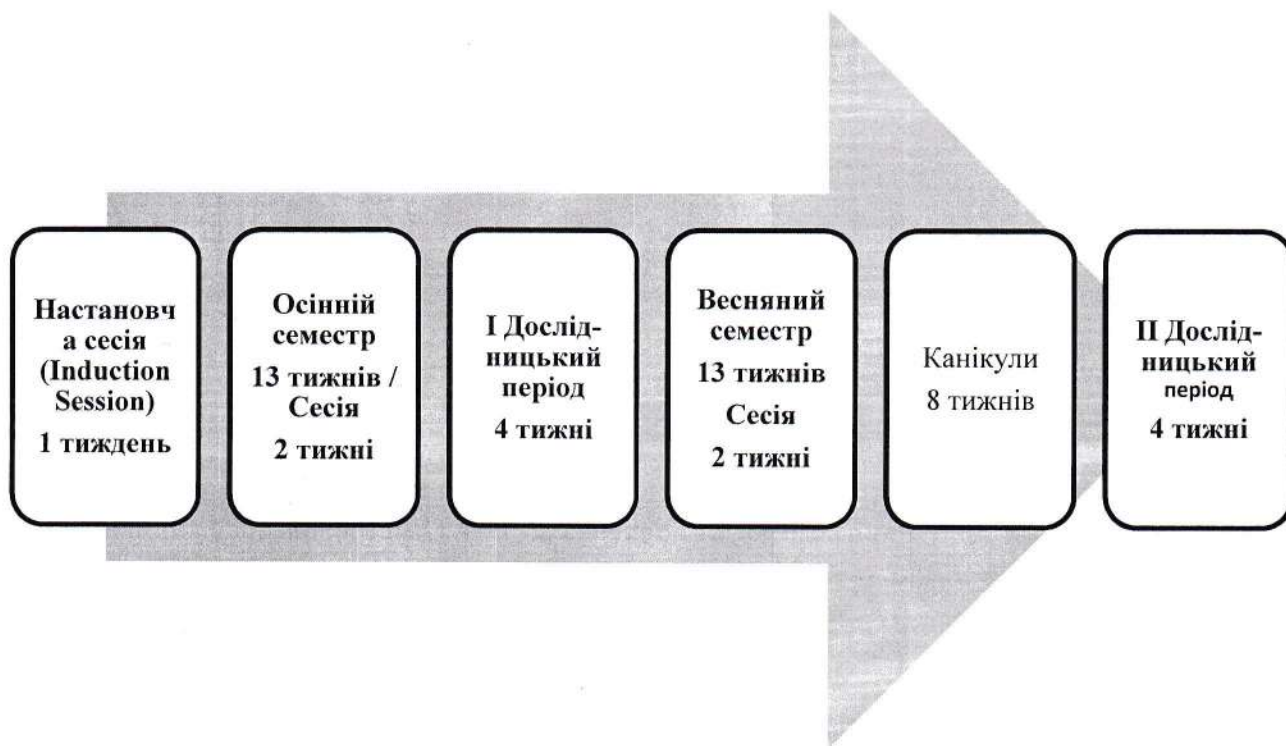 Настановч
а сесія
(Induction
Session)
1 тиждень
Осінній
семестр
13 тижнів /
Сесія
2 тижні
I Дослід-
ницький
період
4 тижні
Весняний
семестр
13 тижнів
Сесія
2 тижні
Канікули
8 тижнів
II Дослід-
ницький
період
4 тижні